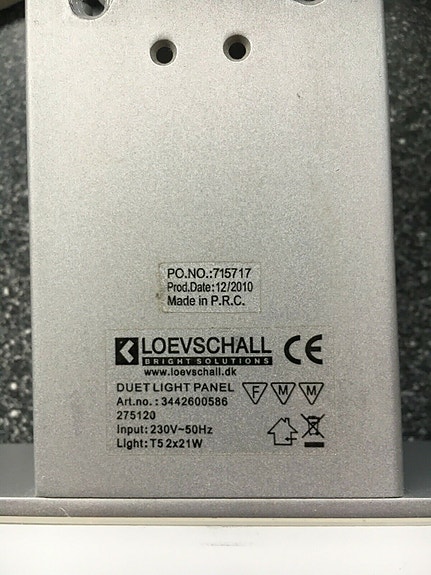 PO.NO.:715717
Prod.Date:12/2010
Made in P.R.C.
LOEVSCHALL CE
BRIGHT SOLUTIONS
www.loevschall.dk
DUET LIGHT PANEL F M M
Art.no.: 3442600586
275120
Input: 230V~50Hz
Light: T5 2x21W